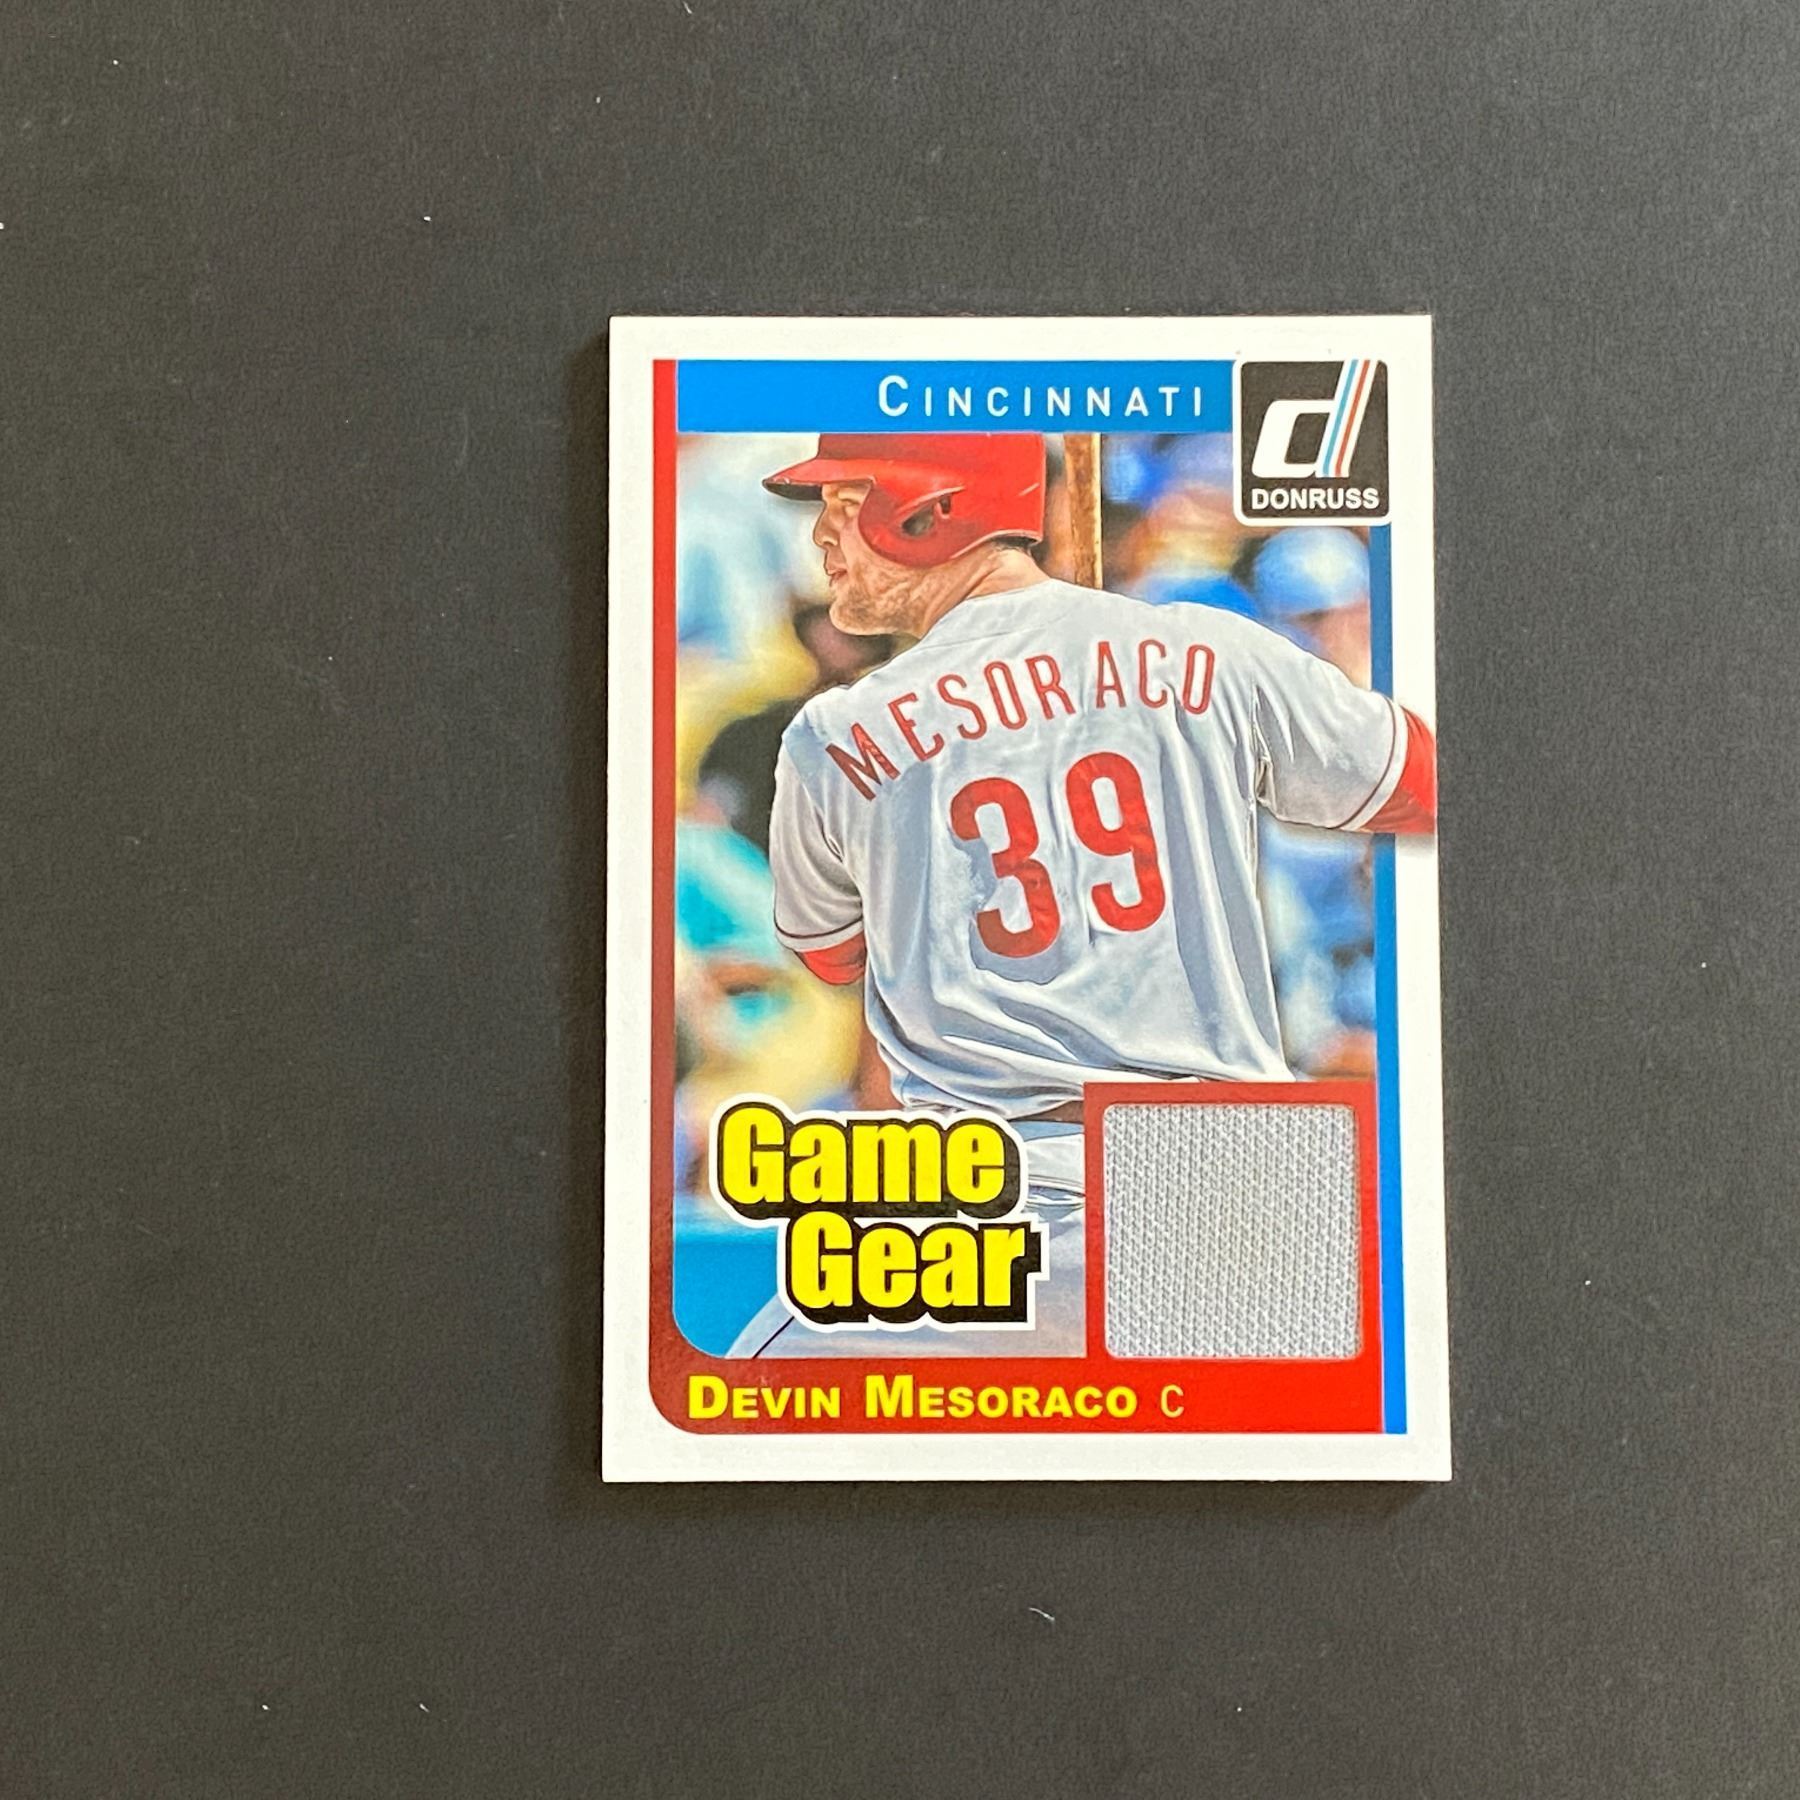 CINCINNATI
d
DONRUSS
MESORACO
39
Game
Gear
DEVIN MESORACO C